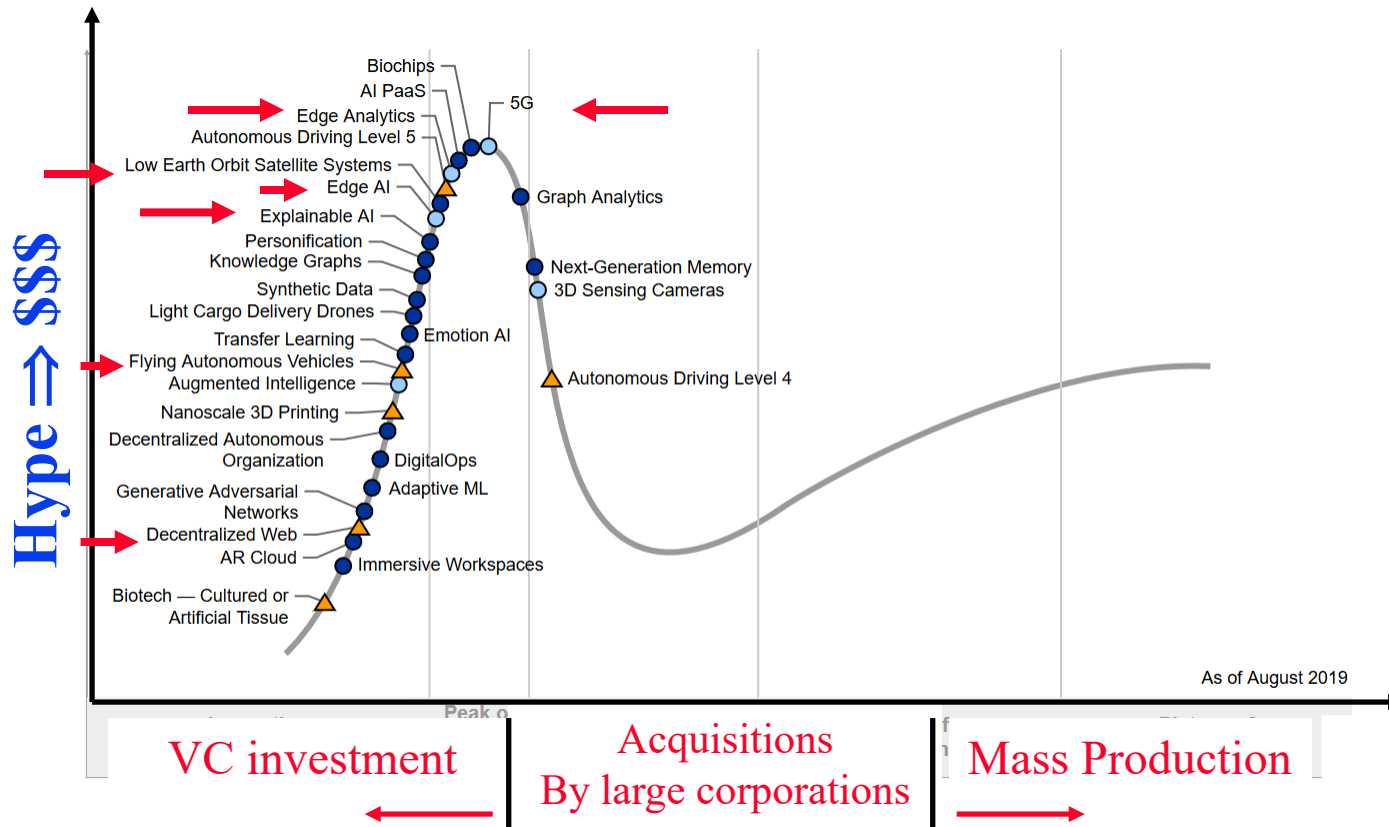 Biochips
AI PaaS
5G
Edge Analytics
Autonomous Driving Level 5
Low Earth Orbit Satellite Systems
Edge AI
Graph Analytics
Explainable AI
Personification
Knowledge Graphs
Next-Generation Memory
Synthetic Data
3D Sensing Cameras
Light Cargo Delivery Drones
Emotion AI
Transfer Learning
Flying Autonomous Vehicles
Autonomous Driving Level 4
Augmented Intelligence
Nanoscale 3D Printing
Decentralized Autonomous
Organization
DigitalOps
Adaptive ML
Generative Adversarial
Networks
Decentralized Web
AR Cloud
Immersive Workspaces
Biotech — Cultured or
Artificial Tissue
Hype ⇒ $$$
As of August 2019
Peak o
VC investment
Acquisitions
By large corporations
Mass Production